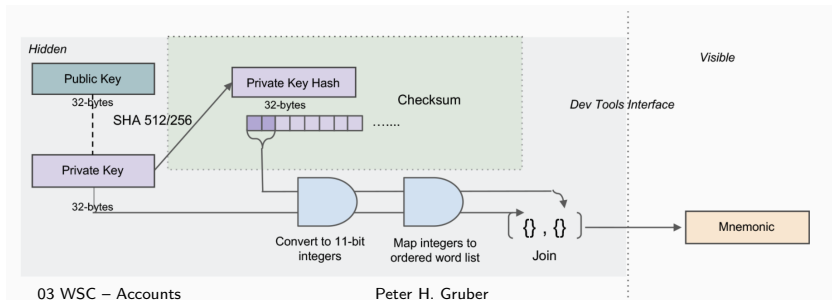 Hidden
Visible
Public Key
Private Key Hash
32-bytes
32-bytes
Checksum
Dev Tools Interface
SHA 512/256
…....
Private Key
32-bytes
{} , {}
Mnemonic
Convert to 11-bit
integers
Map integers to
ordered word list
Join
03 WSC – Accounts
Peter H. Gruber